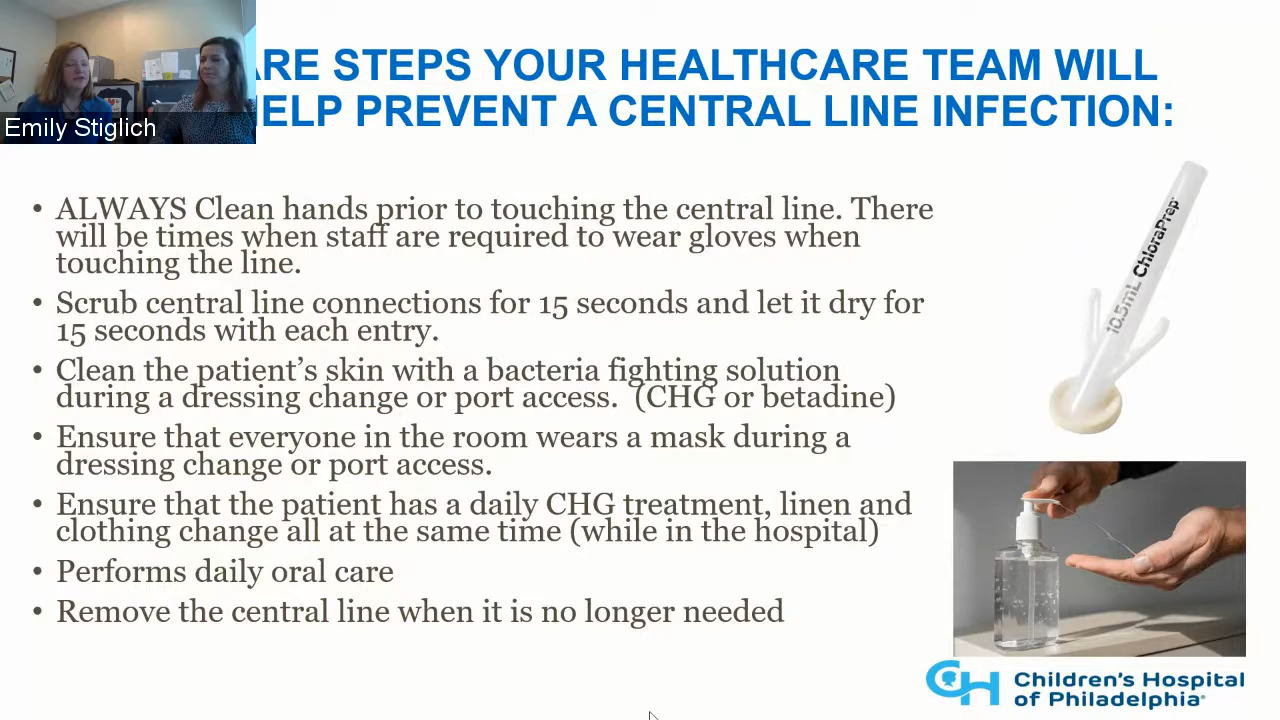 ARE STEPS YOUR HEALTHCARE TEAM WILL
ELP PREVENT A CENTRAL LINE INFECTION:
Emily Stiglich
• ALWAYS Clean hands prior to touching the central line. There
will be times when staff are required to wear gloves when
touching the line.
• Scrub central line connections for 15 seconds and let it dry for
15 seconds with each entry.
• Clean the patient's skin with a bacteria fighting solution
during a dressing change or port access.  (CHG or betadine)
• Ensure that everyone in the room wears a mask during a
dressing change or port access.
• Ensure that the patient has a daily CHG treatment, linen and
clothing change all at the same time (while in the hospital)
• Performs daily oral care
• Remove the central line when it is no longer needed
10.5mL ChloraPrep
CH Children's Hospital
of Philadelphia